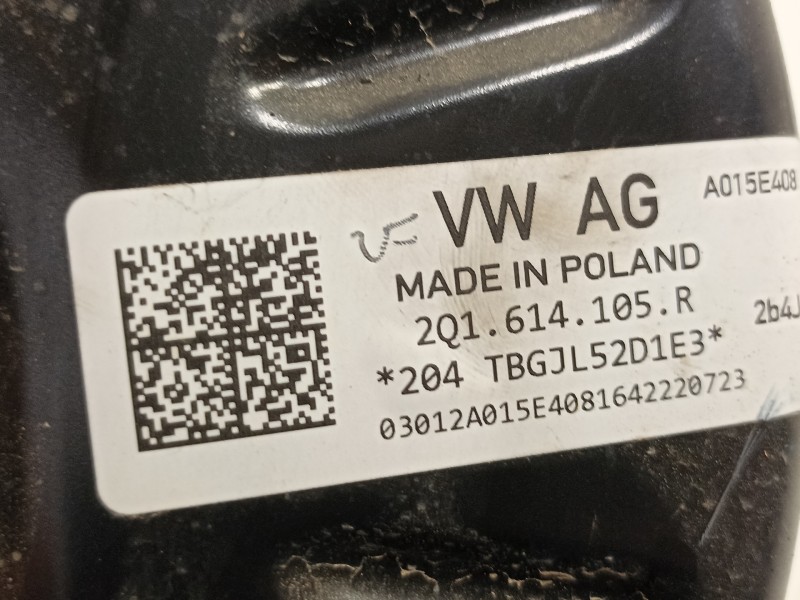 VW AG A015E408
MADE IN POLAND
2Q1.614.105.R 2b4J
*204 TBGJL52D1E3*
03012A015E4081642220723